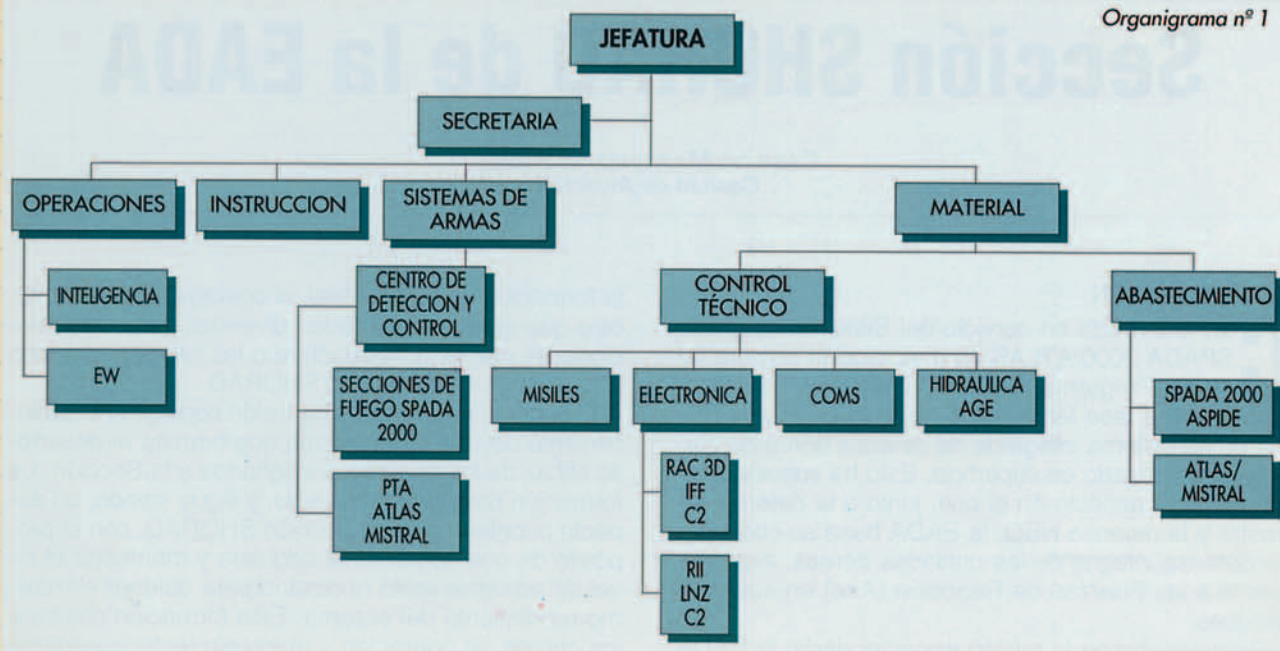 Organigrama nº 1
JEFATURA
SECRETARIA
OPERACIONES
INSTRUCCION
SISTEMAS DE
ARMAS
MATERIAL
INTELIGENCIA
EW
CENTRO DE
DETECCION Y
CONTROL
SECCIONES DE
FUEGO SPADA
2000
PTA
ATLAS
MISTRAL
CONTROL
TÉCNICO
ABASTECIMIENTO
MISILES
ELECTRONICA
COMS
HIDRAULICA
AGE
RAC 3D
IFF
C2
RII
LNZ
C2
SPADA 2000
ASPIDE
ATLAS/
MISTRAL